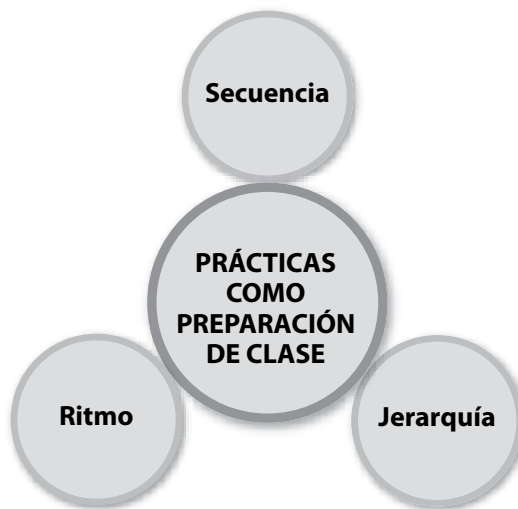 Secuencia
PRÁCTICAS
COMO
PREPARACIÓN
DE CLASE
Ritmo
Jerarquía